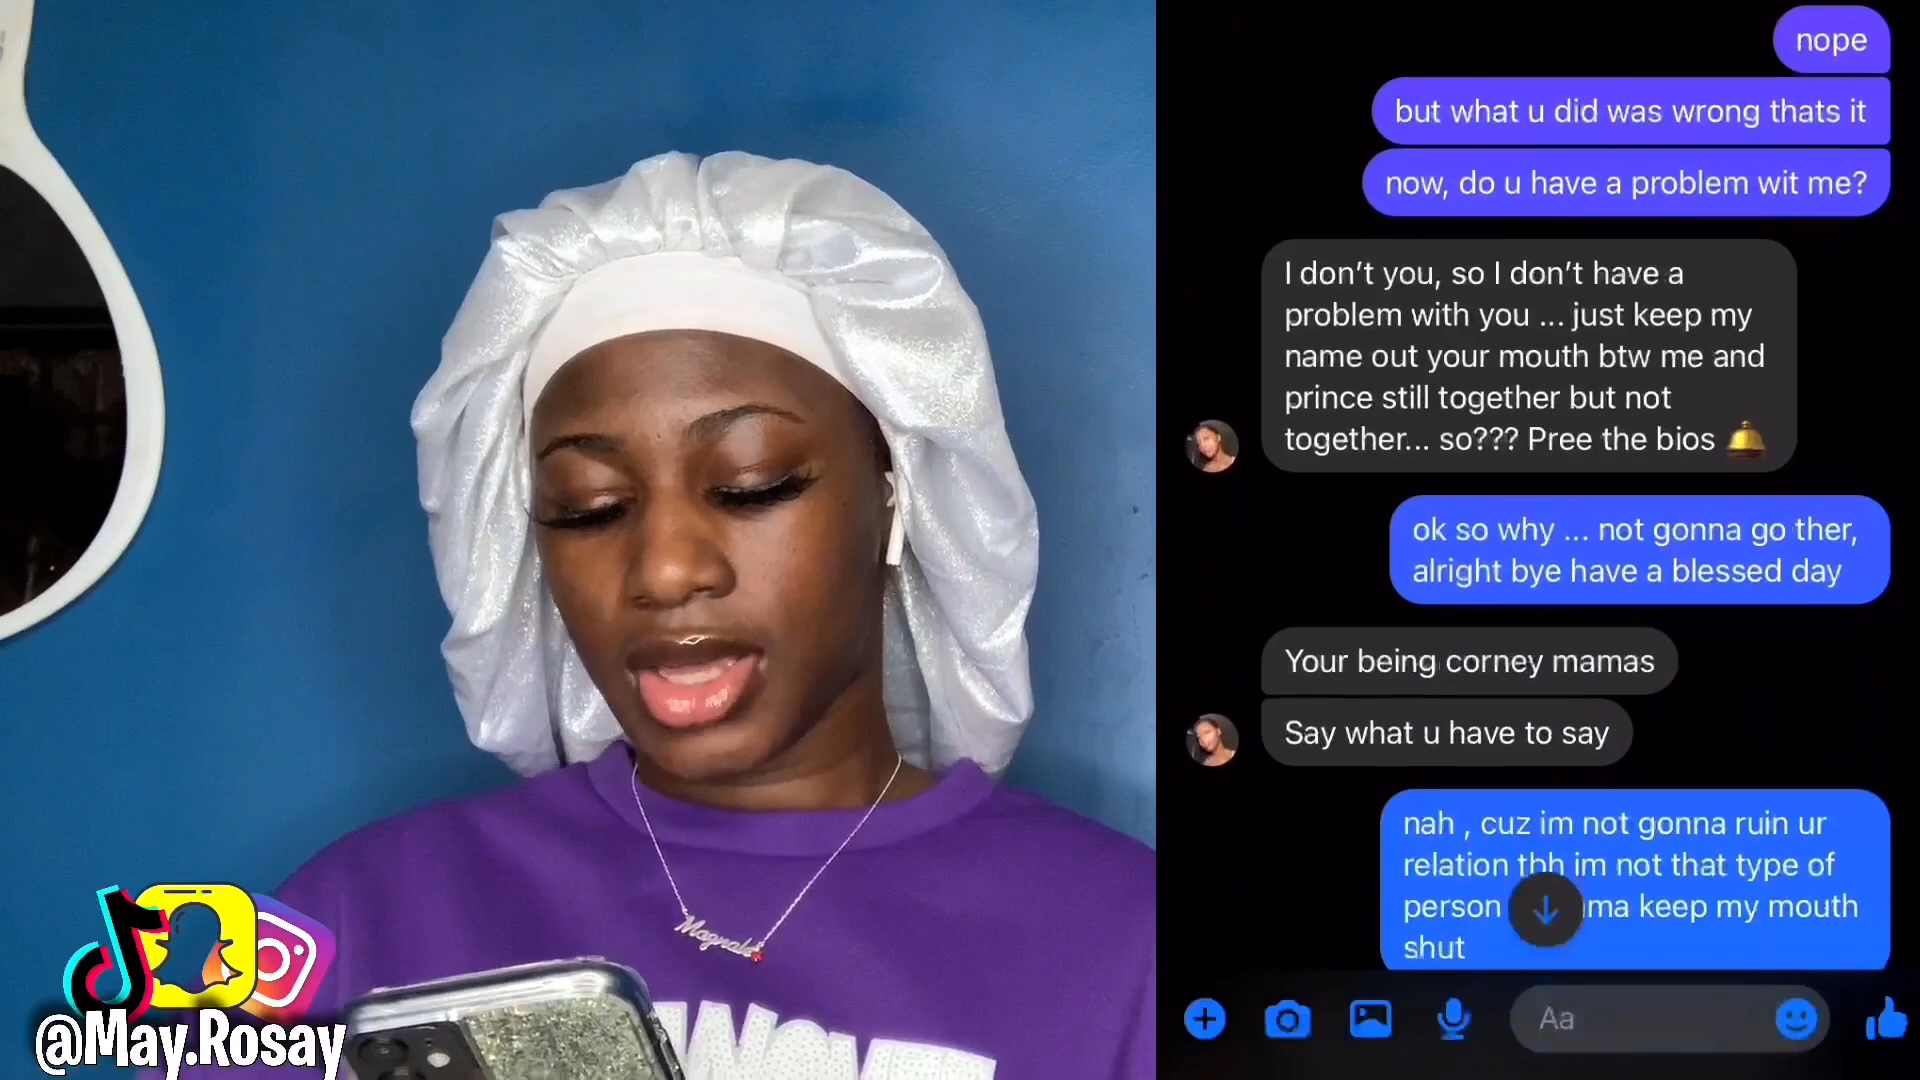 nope
but what u did was wrong thats it
now, do u have a problem wit me?
I don't you, so I don't have a
problem with you ... just keep my
name out your mouth btw me and
prince still together but not
together... so??? Pree the bios
ok so why ... not gonna go ther,
alright bye have a blessed day
Your being corney mamas
Say what u have to say
nah , cuz im not gonna ruin ur
relation tbh im not that type of
person ma keep my mouth
shut
Aa
@May.Rosay